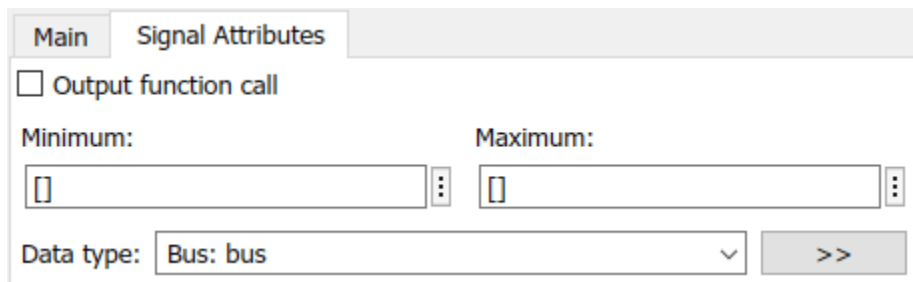 Main Signal Attributes
Output function call
Minimum: Maximum:
[] []
Data type: Bus: bus >>